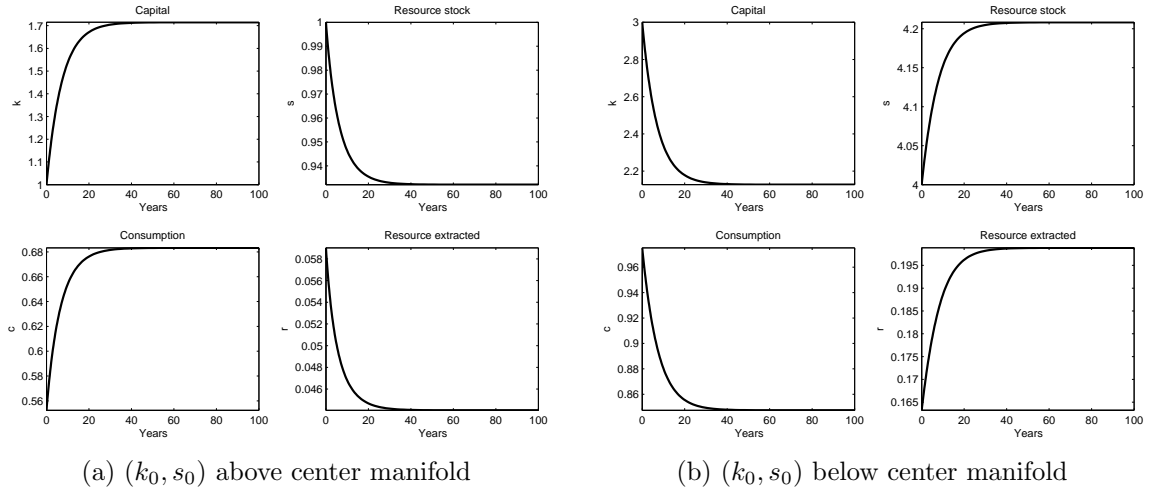 Capital
1.7
1.6
1.5
1.4
1.3
1.2
1.1
1
k
0 20 40 60 80 100
Years
Resource stock
1
0.99
0.98
0.97
0.96
0.95
0.94
s
0 20 40 60 80 100
Years
Consumption
0.68
0.66
0.64
0.62
0.6
0.58
0.56
c
0 20 40 60 80 100
Years
Resource extracted
0.058
0.056
0.054
0.052
0.05
0.048
0.046
r
0 20 40 60 80 100
Years
(a) (k0, s0) above center manifold
Capital
3
2.8
2.6
2.4
2.2
k
0 20 40 60 80 100
Years
Resource stock
4.2
4.15
4.1
4.05
4
s
0 20 40 60 80 100
Years
Consumption
0.96
0.94
0.92
0.9
0.88
0.86
c
0 20 40 60 80 100
Years
Resource extracted
0.195
0.19
0.185
0.18
0.175
0.17
0.165
r
0 20 40 60 80 100
Years
(b) (k0, s0) below center manifold